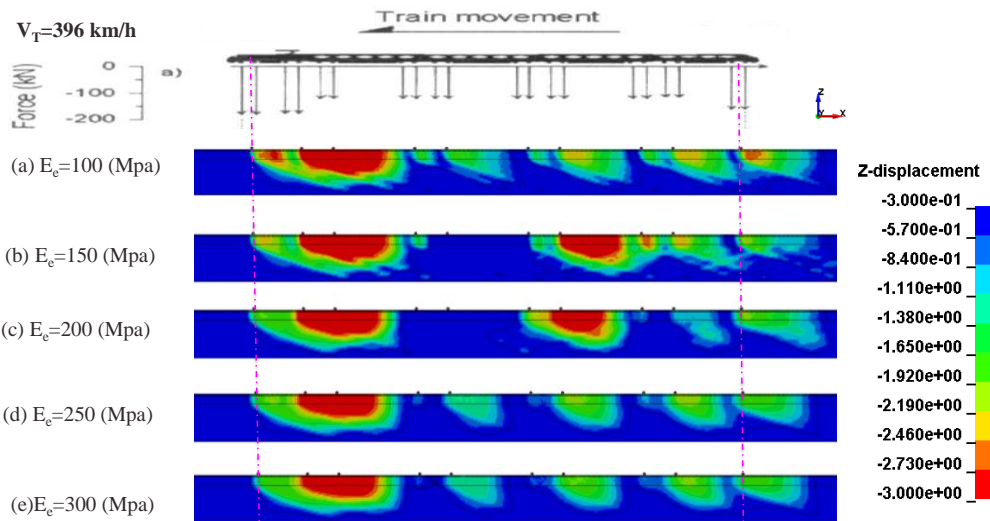 Train movement
V_T=396 km/h
Force (kN)
0
-100
-200
a)
Z
Y
X
(a) E_e=100 (Mpa)
(b) E_e=150 (Mpa)
(c) E_e=200 (Mpa)
(d) E_e=250 (Mpa)
(e)E_e=300 (Mpa)
Z-displacement
-3.000e-01
-5.700e-01
-8.400e-01
-1.110e+00
-1.380e+00
-1.650e+00
-1.920e+00
-2.190e+00
-2.460e+00
-2.730e+00
-3.000e+00